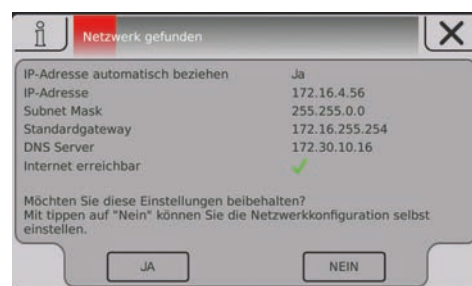 Netzwerk gefunden
IP-Adresse automatisch beziehen Ja
IP-Adresse 172.16.4.56
Subnet Mask 255.255.0.0
Standardgateway 172.16.255.254
DNS Server 172.30.10.16
Internet erreichbar
Möchten Sie diese Einstellungen beibehalten?
Mit tippen auf "Nein" können Sie die Netzwerkkonfiguration selbst
einstellen.
JA NEIN